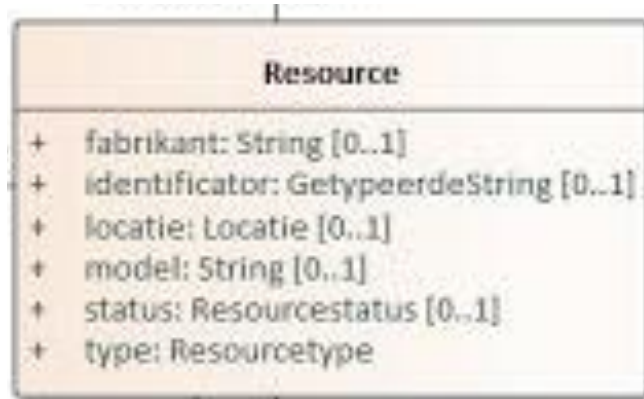 Resource
+ fabrikant: String [0..1]
+ identificator: GetypeerdeString [0..1]
+ locatie: Locatie [0..1]
+ model: String [0..1]
+ status: Resourcestatus [0..1]
+ type: Resourcetype